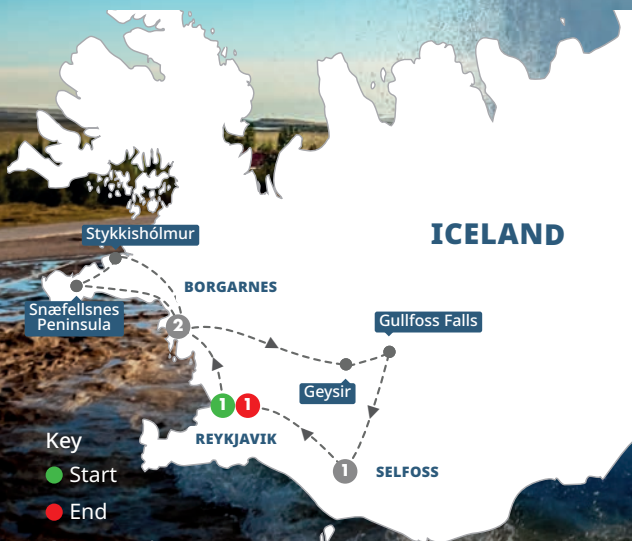 ICELAND
Stykkishólmur
BORGARNES
Snæfellsnes
Peninsula
2
Gullfoss Falls
Geysir
1 1
REYKJAVIK
1
SELFOSS
Key
Start
End